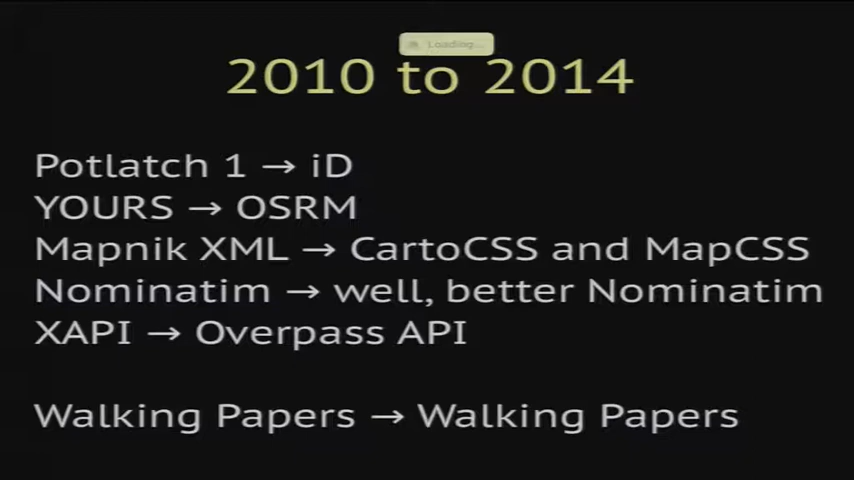 Loading...
2010 to 2014
Potlatch 1 → iD
YOURS → OSRM
Mapnik XML → CartoCSS and MapCSS
Nominatim → well, better Nominatim
XAPI → Overpass API
Walking Papers → Walking Papers